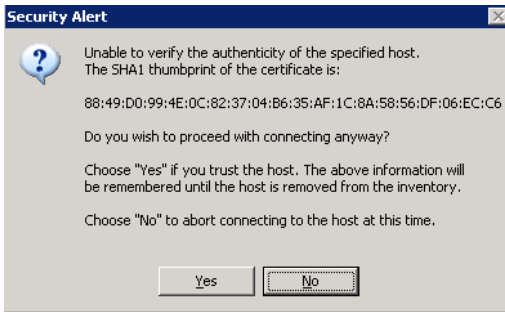 Security Alert
Unable to verify the authenticity of the specified host.
The SHA1 thumbprint of the certificate is:
88:49:D0:99:4E:0C:82:37:04:B6:35:AF:1C:8A:58:56:DF:06:EC:C6
Do you wish to proceed with connecting anyway?
Choose "Yes" if you trust the host. The above information will
be remembered until the host is removed from the inventory.
Choose "No" to abort connecting to the host at this time.
Yes No